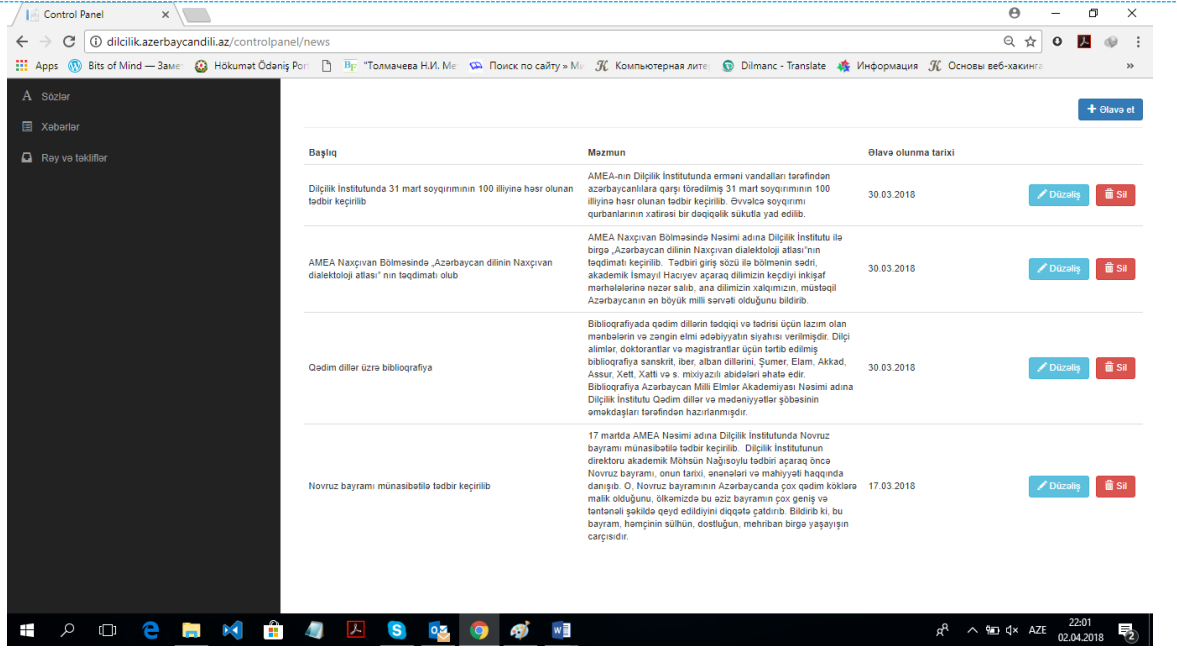 Control Panel
dilcilik.azerbaycandili.az/controlpanel/news
Apps Bits of Mind — Заме Hökumət Ödəniş Por "Толмачева Н.И. Ме Поиск по сайту » Mi Компьютерная лите Dilmanc - Translate Информация Основы веб-хакинга »
A Sözlər
Xəbərlər
Rəy və təkliflər
+ Əlavə et
Başlıq Məzmun Əlavə olunma tarixi
Dilçilik İnstitutunda 31 mart soyqırımının 100 illiyinə həsr olunan
tədbir keçirilib
AMEA-nın Dilçilik İnstitutunda erməni vandalları tərəfindən
azərbaycanlılara qarşı törədilmiş 31 mart soyqırımının 100
illiyinə həsr olunan tədbir keçirilib. Əvvəlcə soyqırımı
qurbanlarının xatirəsi bir dəqiqəlik sükutla yad edilib.
30.03.2018
Düzəliş Sil
AMEA Naxçıvan Bölməsində „Azərbaycan dilinin Naxçıvan
dialektoloji atlası" nın təqdimatı olub
AMEA Naxçıvan Bölməsində Nəsimi adına Dilçilik İnstitutu ilə
birgə „Azərbaycan dilinin Naxçıvan dialektoloji atlası"nın
təqdimatı keçirilib. Tədbiri giriş sözü ilə bölmənin sədri,
akademik İsmayıl Hacıyev açaraq dilimizin keçdiyi inkişaf
mərhələlərinə nəzər salıb, ana dilimizin xalqımızın, müstəqil
Azərbaycanın ən böyük milli sərvəti olduğunu bildirib.
30.03.2018
Düzəliş Sil
Qədim dillər üzrə biblioqrafiya
Biblioqrafiyada qədim dillərin tədqiqi və tədrisi üçün lazım olan
mənbələrin və zəngin elmi ədəbiyyatın siyahısı verilmişdir. Dilçi
alimlər, doktorantlar və magistrantlar üçün tərtib edilmiş
biblioqrafiya sanskrit, iber, alban dillərini, Şumer, Elam, Akkad,
Assur, Xett, Xatti və s. mixiyazılı abidələri əhatə edir.
Biblioqrafiya Azərbaycan Milli Elmlər Akademiyası Nəsimi adına
Dilçilik İnstitutu Qədim dillər və mədəniyyətlər şöbəsinin
əməkdaşları tərəfindən hazırlanmışdır.
30.03.2018
Düzəliş Sil
Novruz bayramı münasibətilə tədbir keçirilib
17 martda AMEA Nəsimi adına Dilçilik İnstitutunda Novruz
bayramı münasibətilə tədbir keçirilib. Dilçilik İnstitutunun
direktoru akademik Möhsün Nağısoylu tədbiri açaraq öncə
Novruz bayramı, onun tarixi, ənənələri və mahiyyəti haqqında
danışıb. O, Novruz bayramının Azərbaycanda çox qədim köklərə
malik olduğunu, ölkəmizdə bu əziz bayramın çox geniş və
təntənəli şəkildə qeyd edildiyini diqqətə çatdırıb. Bildirib ki, bu
bayram, həmçinin sülhün, dostluğun, mehriban birgə yaşayışın
carçısıdır.
17.03.2018
Düzəliş Sil
AZE
22:01
02.04.2018